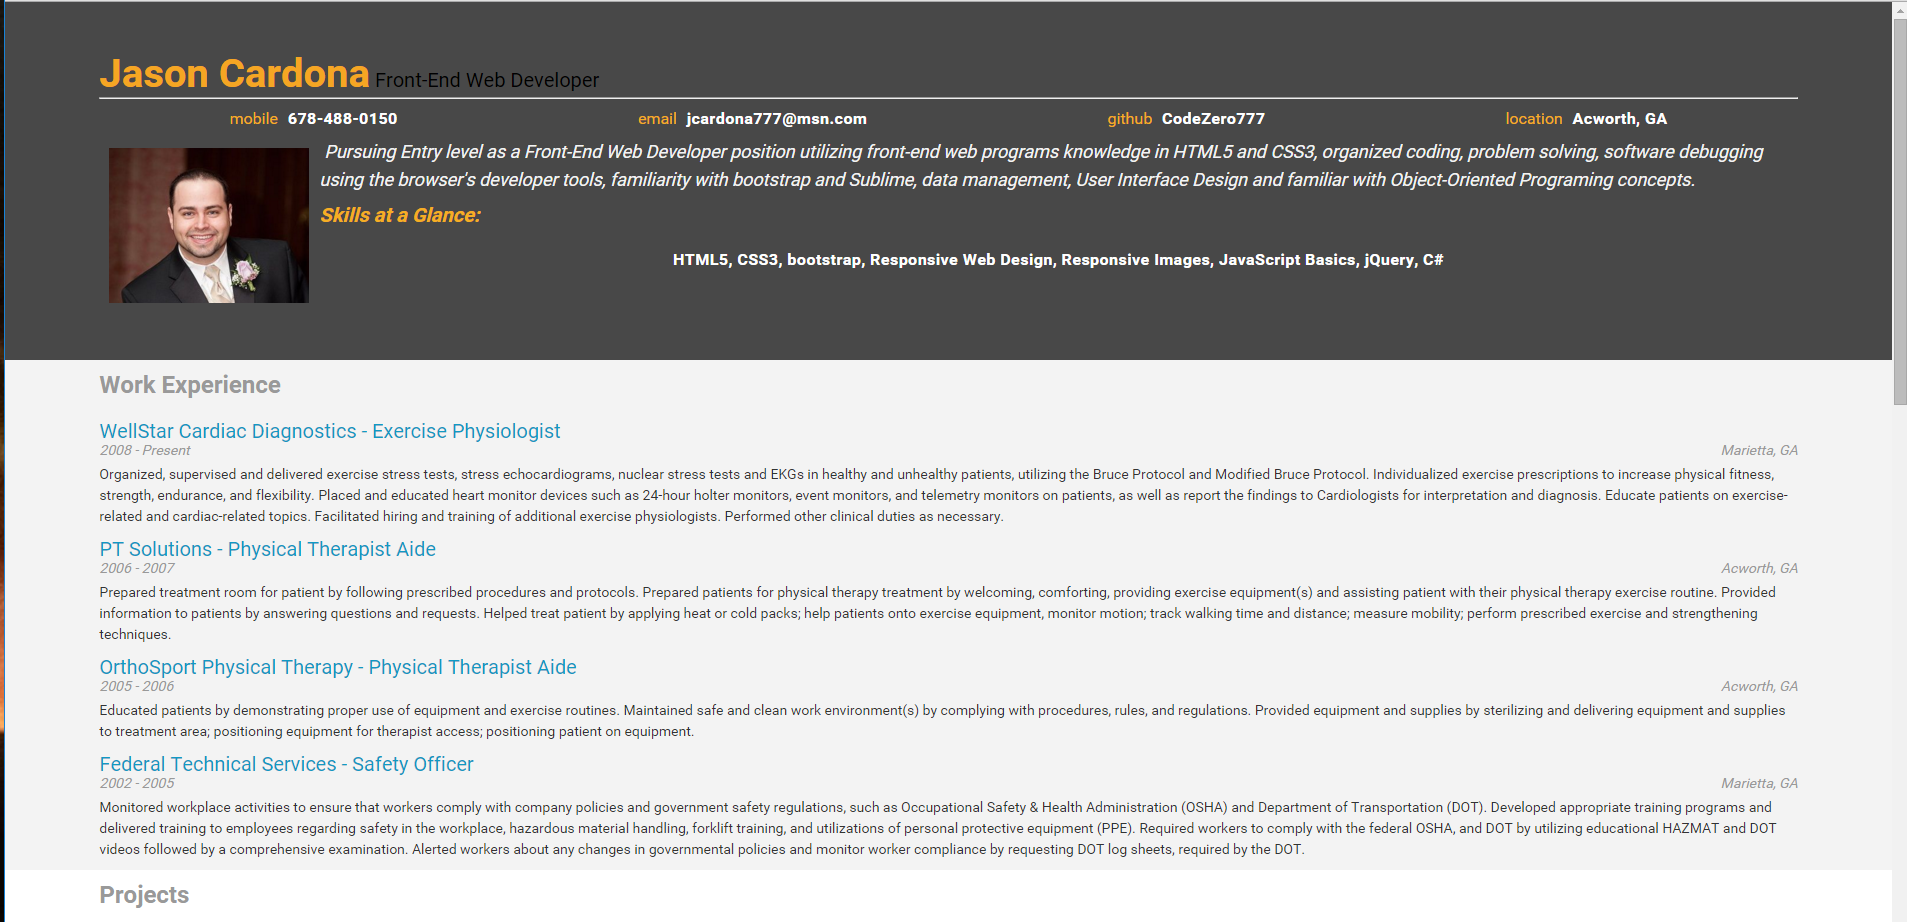 Jason Cardona Front-End Web Developer
mobile 678-488-0150 email jcardona777@msn.com github CodeZero777 location Acworth, GA
Pursuing Entry level as a Front-End Web Developer position utilizing front-end web programs knowledge in HTML5 and CSS3, organized coding, problem solving, software debugging
using the browser's developer tools, familiarity with bootstrap and Sublime, data management, User Interface Design and familiar with Object-Oriented Programing concepts.
Skills at a Glance:
HTML5, CSS3, bootstrap, Responsive Web Design, Responsive Images, JavaScript Basics, jQuery, C#
Work Experience
WellStar Cardiac Diagnostics - Exercise Physiologist
2008 - Present Marietta, GA
Organized, supervised and delivered exercise stress tests, stress echocardiograms, nuclear stress tests and EKGs in healthy and unhealthy patients, utilizing the Bruce Protocol and Modified Bruce Protocol. Individualized exercise prescriptions to increase physical fitness,
strength, endurance, and flexibility. Placed and educated heart monitor devices such as 24-hour holter monitors, event monitors, and telemetry monitors on patients, as well as report the findings to Cardiologists for interpretation and diagnosis. Educate patients on exercise-
related and cardiac-related topics. Facilitated hiring and training of additional exercise physiologists. Performed other clinical duties as necessary.
PT Solutions - Physical Therapist Aide
2006 - 2007 Acworth, GA
Prepared treatment room for patient by following prescribed procedures and protocols. Prepared patients for physical therapy treatment by welcoming, comforting, providing exercise equipment(s) and assisting patient with their physical therapy exercise routine. Provided
information to patients by answering questions and requests. Helped treat patient by applying heat or cold packs; help patients onto exercise equipment, monitor motion; track walking time and distance; measure mobility; perform prescribed exercise and strengthening
techniques.
OrthoSport Physical Therapy - Physical Therapist Aide
2005 - 2006 Acworth, GA
Educated patients by demonstrating proper use of equipment and exercise routines. Maintained safe and clean work environment(s) by complying with procedures, rules, and regulations. Provided equipment and supplies by sterilizing and delivering equipment and supplies
to treatment area; positioning equipment for therapist access; positioning patient on equipment.
Federal Technical Services - Safety Officer
2002 - 2005 Marietta, GA
Monitored workplace activities to ensure that workers comply with company policies and government safety regulations, such as Occupational Safety & Health Administration (OSHA) and Department of Transportation (DOT). Developed appropriate training programs and
delivered training to employees regarding safety in the workplace, hazardous material handling, forklift training, and utilizations of personal protective equipment (PPE). Required workers to comply with the federal OSHA, and DOT by utilizing educational HAZMAT and DOT
videos followed by a comprehensive examination. Alerted workers about any changes in governmental policies and monitor worker compliance by requesting DOT log sheets, required by the DOT.
Projects